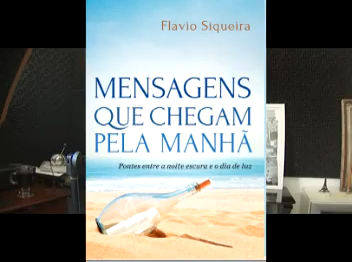 Flavio Siqueira
MENSAGENS
QUE CHEGAM
PELA MANHÃ
Pontes entre a noite escura e o dia de luz